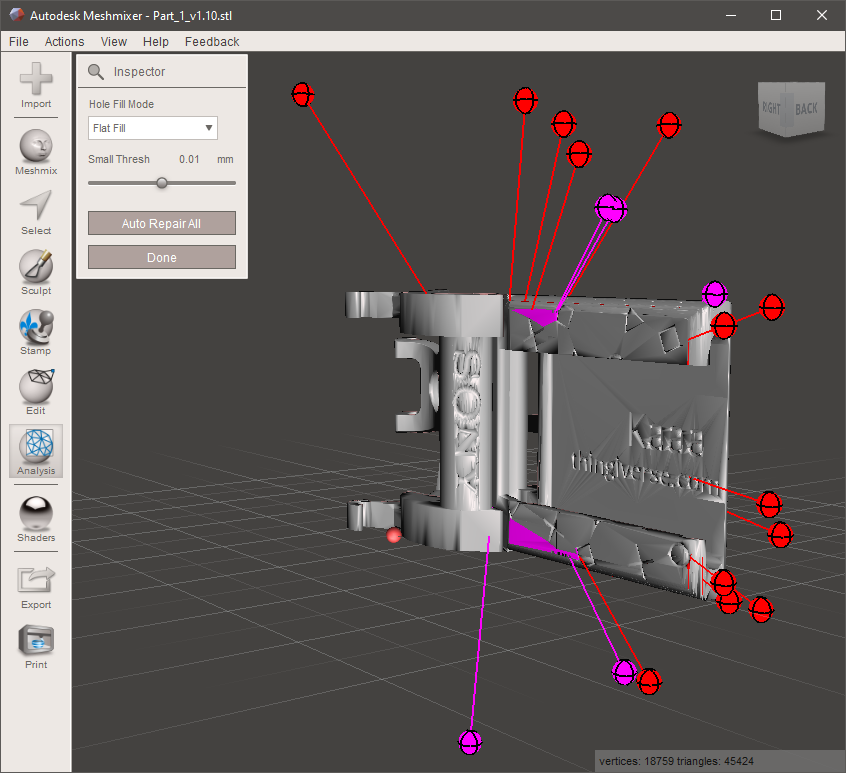 Autodesk Meshmixer - Part_1_v1.10.stl
File Actions View Help Feedback
Import
Meshmix
Select
Sculpt
Stamp
Edit
Analysis
Shaders
Export
Print
Inspector
Hole Fill Mode
Flat Fill
Small Thresh 0.01 mm
Auto Repair All
Done
RIGHT BACK
thingiverse.com
vertices: 18759 triangles: 45424